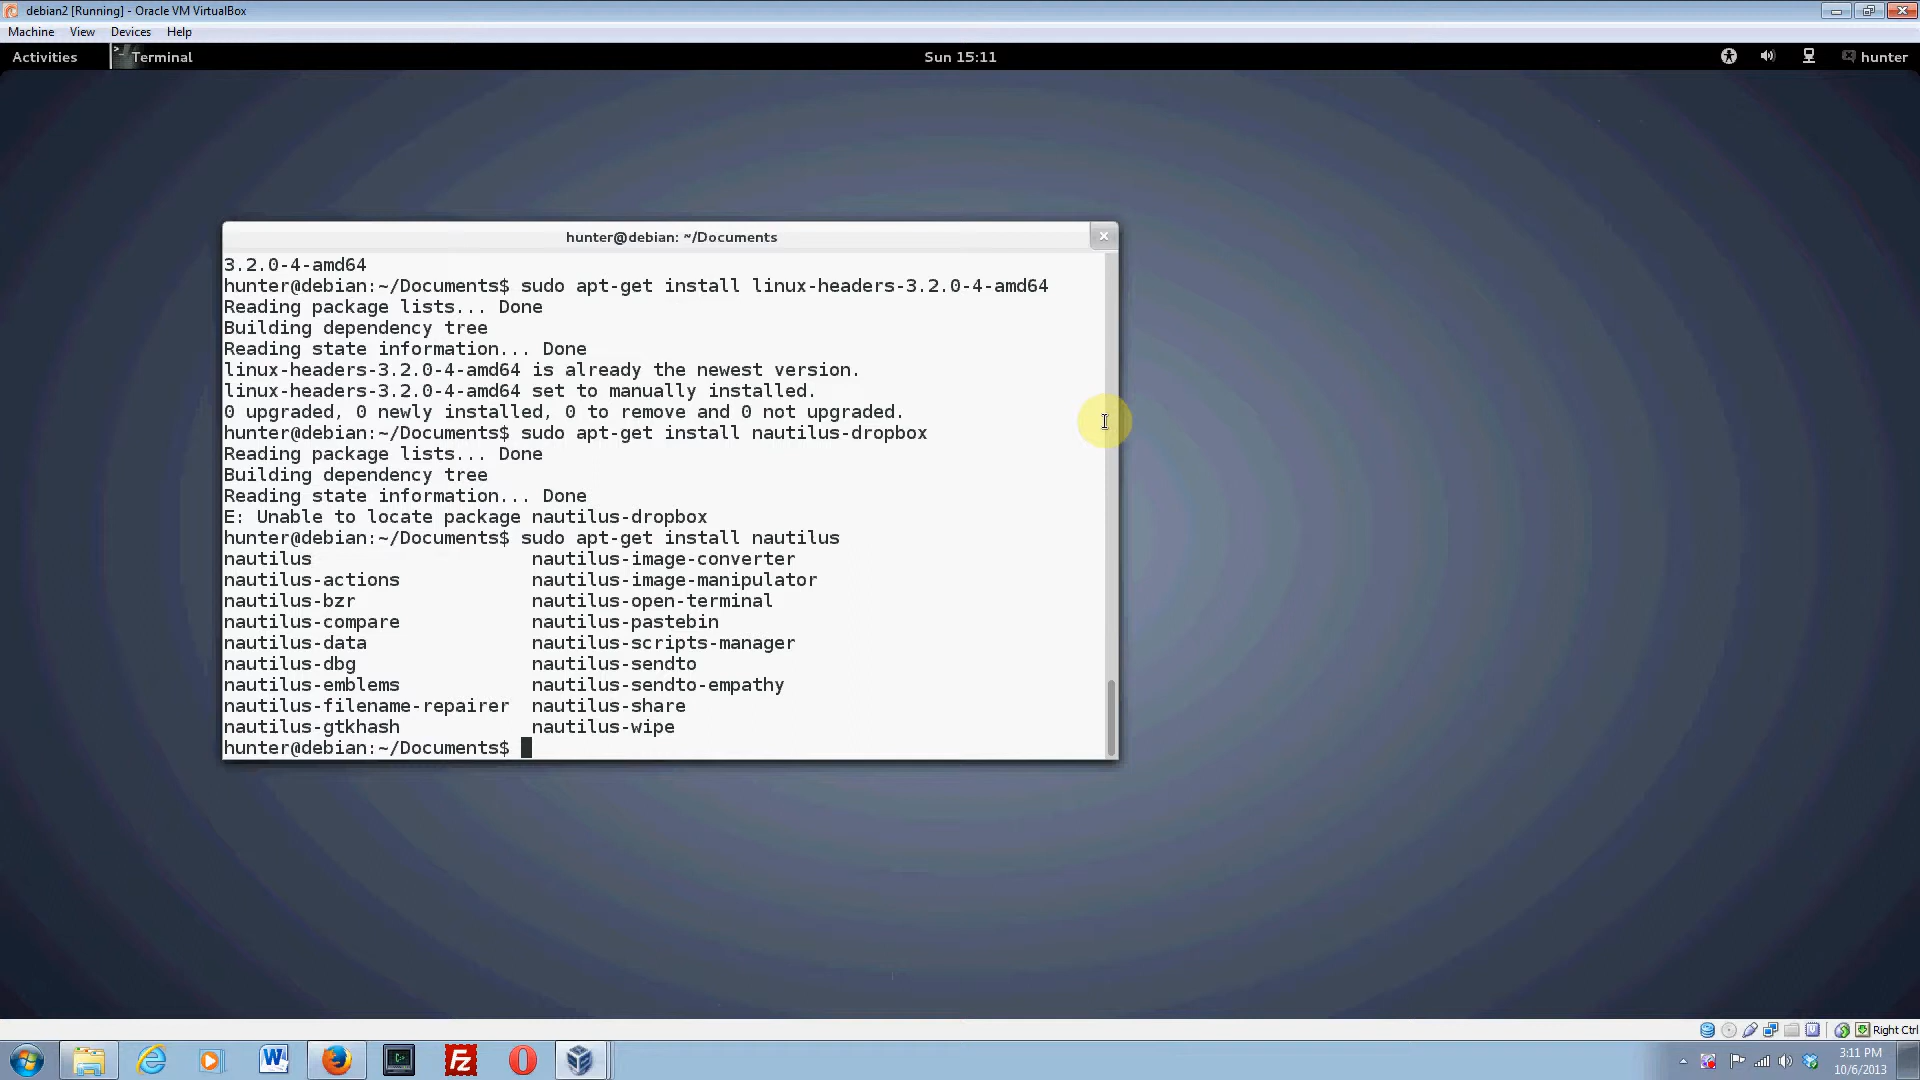 debian2 [Running] - Oracle VM VirtualBox
Machine View Devices Help
Activities Terminal Sun 15:11 hunter
hunter@debian: ~/Documents
3.2.0-4-amd64
hunter@debian:~/Documents$ sudo apt-get install linux-headers-3.2.0-4-amd64
Reading package lists... Done
Building dependency tree
Reading state information... Done
linux-headers-3.2.0-4-amd64 is already the newest version.
linux-headers-3.2.0-4-amd64 set to manually installed.
0 upgraded, 0 newly installed, 0 to remove and 0 not upgraded.
hunter@debian:~/Documents$ sudo apt-get install nautilus-dropbox
Reading package lists... Done
Building dependency tree
Reading state information... Done
E: Unable to locate package nautilus-dropbox
hunter@debian:~/Documents$ sudo apt-get install nautilus
nautilus nautilus-image-converter
nautilus-actions nautilus-image-manipulator
nautilus-bzr nautilus-open-terminal
nautilus-compare nautilus-pastebin
nautilus-data nautilus-scripts-manager
nautilus-dbg nautilus-sendto
nautilus-emblems nautilus-sendto-empathy
nautilus-filename-repairer nautilus-share
nautilus-gtkhash nautilus-wipe
hunter@debian:~/Documents$
Right Ctrl
3:11 PM
10/6/2013